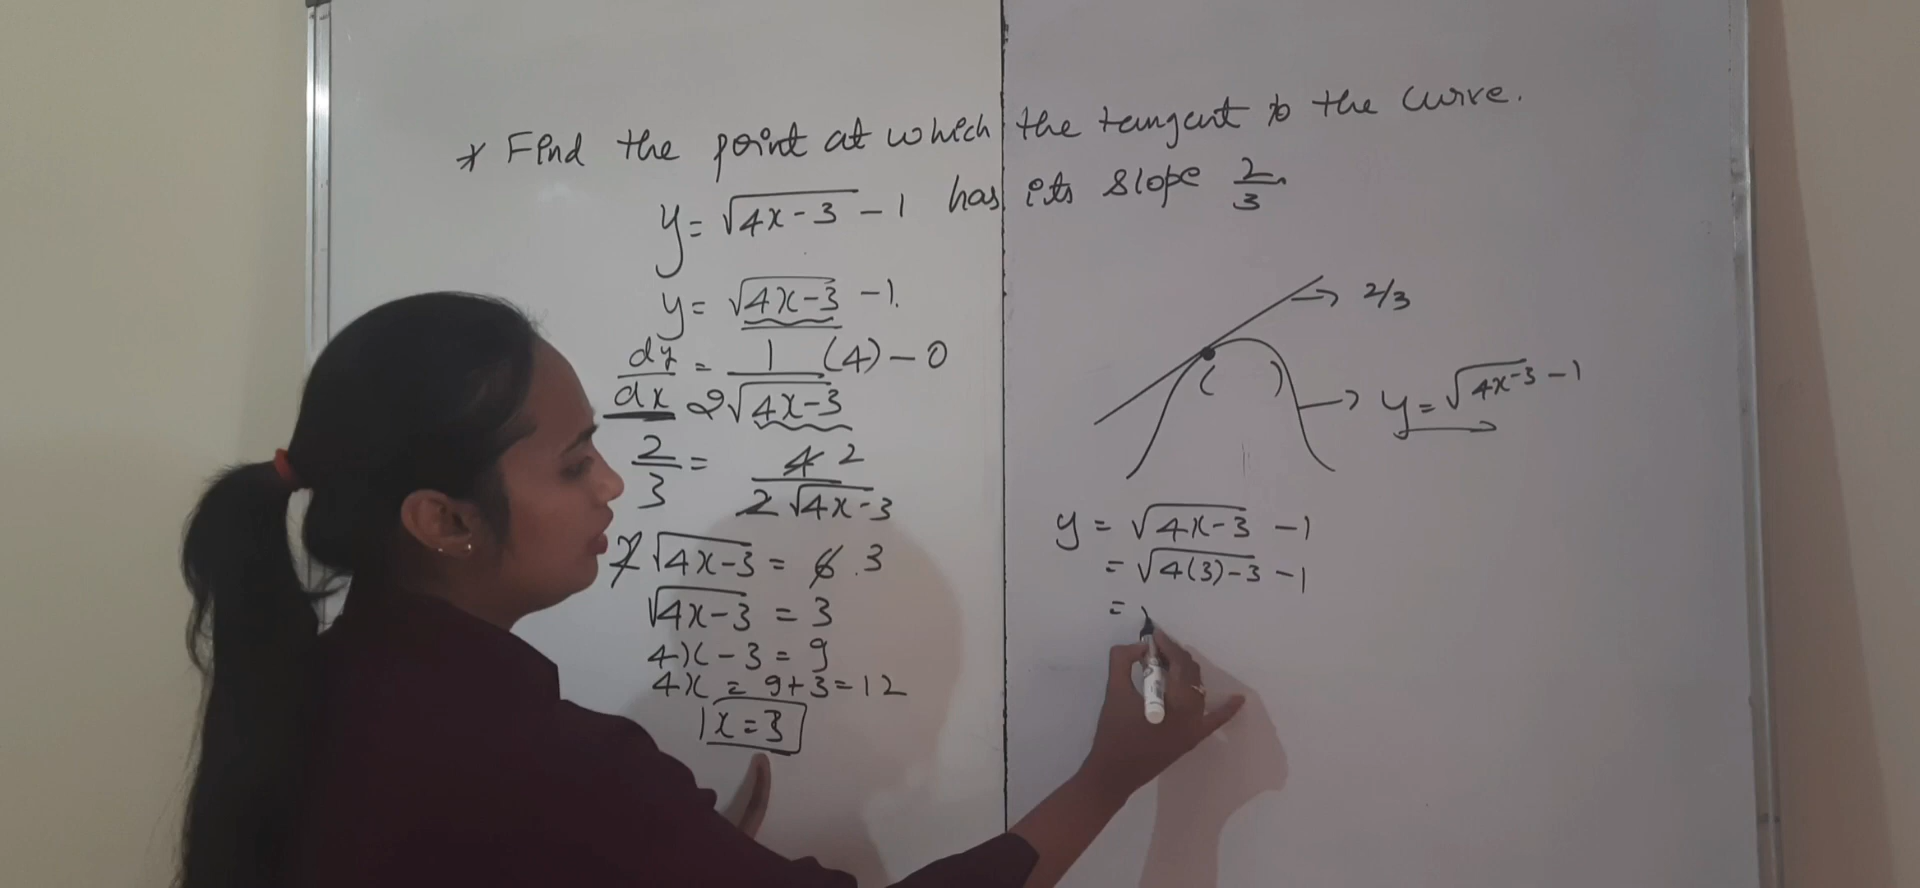 * Find the point at which the tangent to the curve.
y = √4x-3 - 1 has its slope 2/3
y = √4x-3 - 1.
dy/dx = 1/2√4x-3 (4) - 0
2/3 = 4 2/2√4x-3
2√4x-3 = 6 . 3
√4x-3 = 3
4x - 3 = 9
4x = 9+3 = 12
x = 3
→ 2/3
→ y = √4x-3 - 1
y = √4x-3 - 1
= √4(3)-3 - 1
=